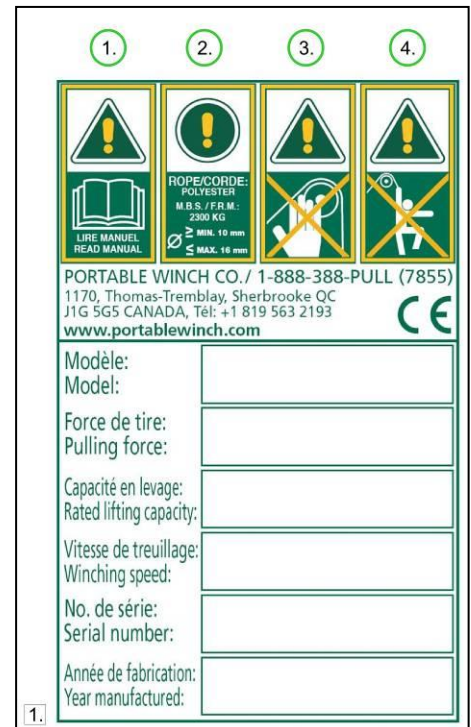 1.
2.
3.
4.
LIRE MANUEL
READ MANUAL
ROPE/CORDE:
POLYESTER
M.B.S. / F.R.M.:
2300 KG
Ø ≥ MIN. 10 mm
≤ MAX. 16 mm
PORTABLE WINCH CO./ 1-888-388-PULL (7855)
1170, Thomas-Tremblay, Sherbrooke QC
J1G 5G5 CANADA, Tél: +1 819 563 2193
www.portablewinch.com
CE
Modèle:
Model:
Force de tire:
Pulling force:
Capacité en levage:
Rated lifting capacity:
Vitesse de treuillage:
Winching speed:
No. de série:
Serial number:
Année de fabrication:
Year manufactured:
1.